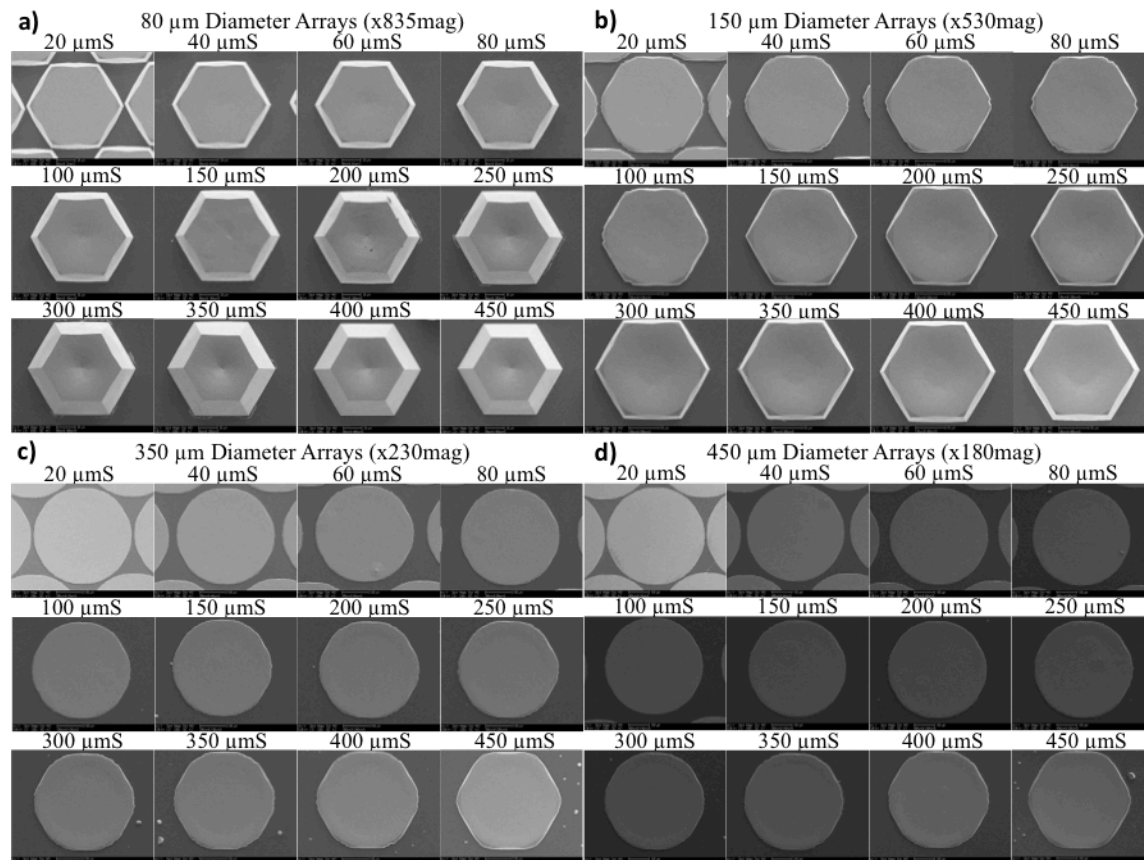 a) 80 µm Diameter Arrays (x835mag)
20 µmS 40 µmS 60 µmS 80 µmS
100 µmS 150 µmS 200 µmS 250 µmS
300 µmS 350 µmS 400 µmS 450 µmS
b) 150 µm Diameter Arrays (x530mag)
20 µmS 40 µmS 60 µmS 80 µmS
100 µmS 150 µmS 200 µmS 250 µmS
300 µmS 350 µmS 400 µmS 450 µmS
c) 350 µm Diameter Arrays (x230mag)
20 µmS 40 µmS 60 µmS 80 µmS
100 µmS 150 µmS 200 µmS 250 µmS
300 µmS 350 µmS 400 µmS 450 µmS
d) 450 µm Diameter Arrays (x180mag)
20 µmS 40 µmS 60 µmS 80 µmS
100 µmS 150 µmS 200 µmS 250 µmS
300 µmS 350 µmS 400 µmS 450 µmS